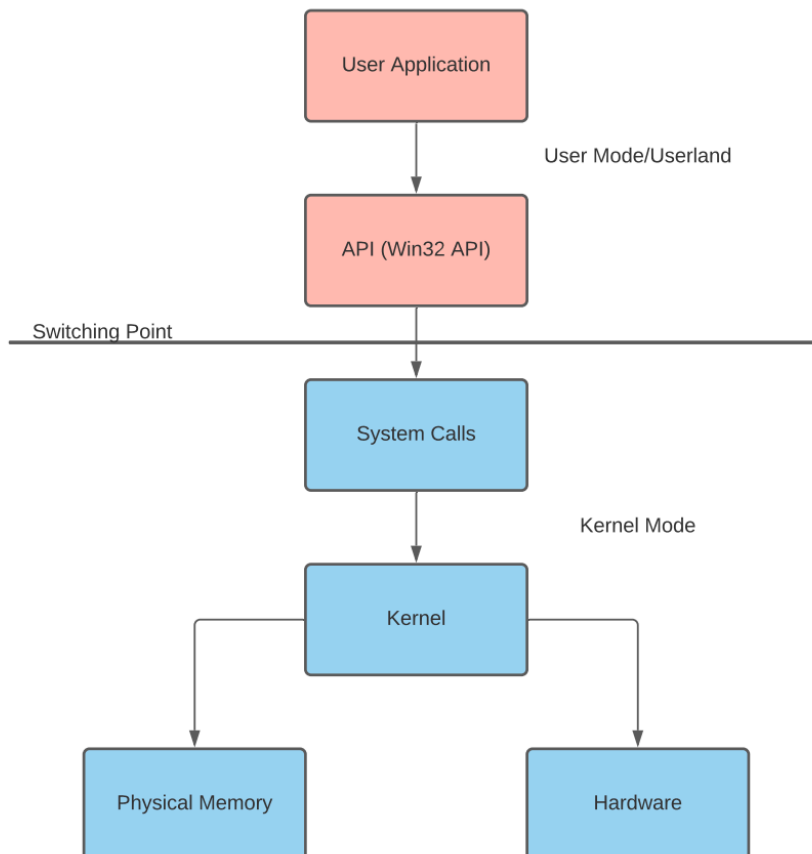 User Application
User Mode/Userland
API (Win32 API)
Switching Point
System Calls
Kernel Mode
Kernel
Physical Memory
Hardware